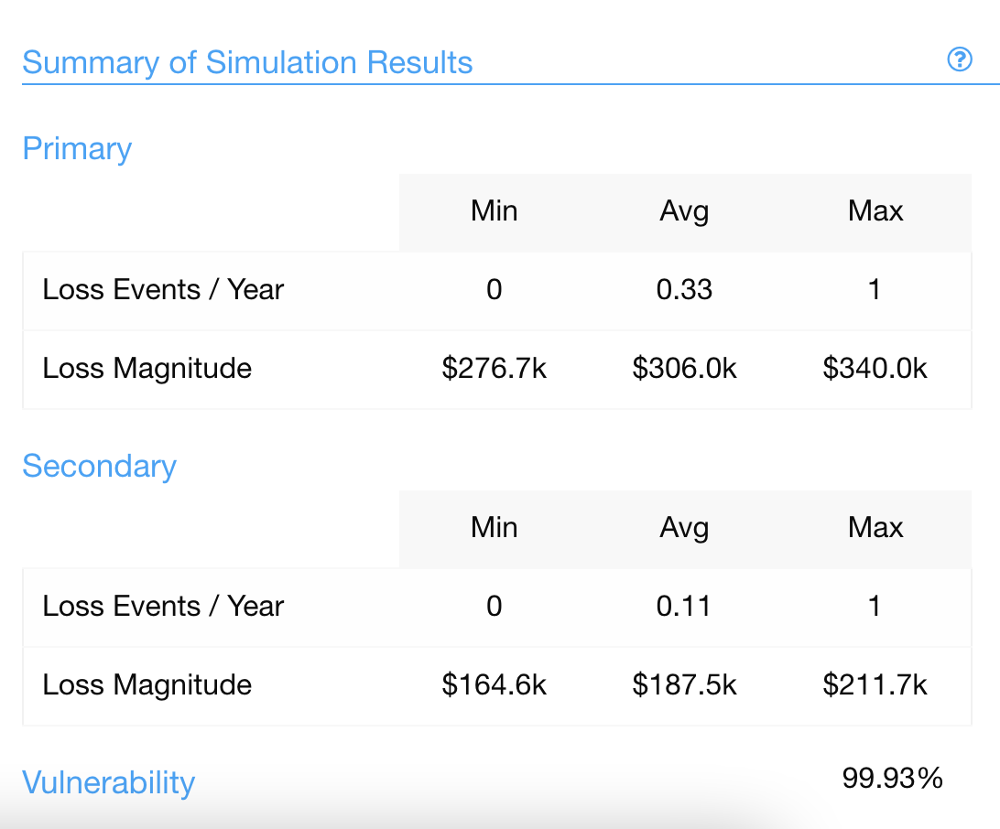 Summary of Simulation Results ?
Primary
Min Avg Max
Loss Events / Year 0 0.33 1
Loss Magnitude $276.7k $306.0k $340.0k
Secondary
Min Avg Max
Loss Events / Year 0 0.11 1
Loss Magnitude $164.6k $187.5k $211.7k
Vulnerability 99.93%